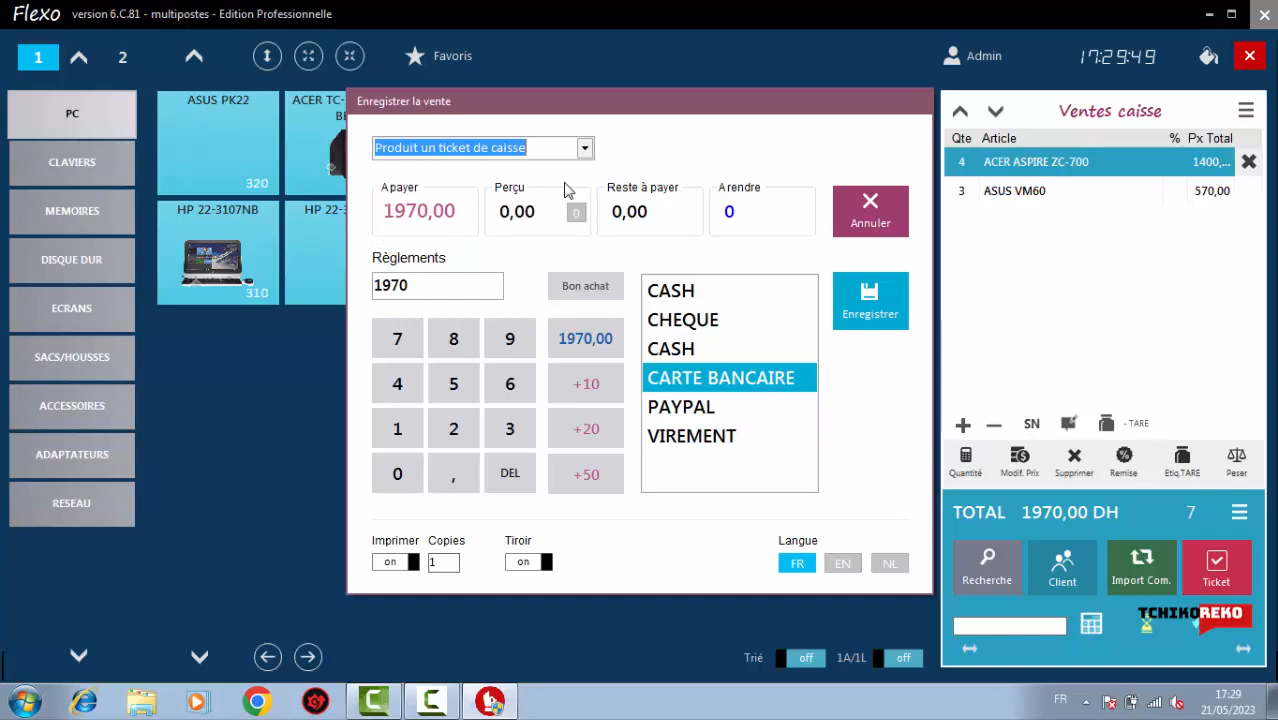 Flexo version 6.C.81 - multipostes - Edition Professionnelle
1
2
Favoris
Admin
17:29:49
PC
CLAVIERS
MEMOIRES
DISQUE DUR
ECRANS
SACS/HOUSSES
ACCESSOIRES
ADAPTATEURS
RESEAU
ASUS PK22
320
ACER TC-
HP 22-3107NB
310
HP 22-3
Enregistrer la vente
Produit un ticket de caisse
A payer
1970,00
Perçu
0,00
0
Reste à payer
0,00
A rendre
0
Annuler
Règlements
1970
Bon achat
7 8 9 1970,00
4 5 6 +10
1 2 3 +20
0 , DEL +50
CASH
CHEQUE
CASH
CARTE BANCAIRE
PAYPAL
VIREMENT
Enregistrer
Imprimer
on
Copies
1
Tiroir
on
Langue
FR EN NL
Trié off 1A/1L off
Ventes caisse
Qte Article % Px Total
4 ACER ASPIRE ZC-700 1400,...
3 ASUS VM60 570,00
SN - TARE
Quantité Modif. Prix Supprimer Remise Etiq.TARE Peser
TOTAL 1970,00 DH 7
Recherche Client Import Com. Ticket
TCHIKOREKO
FR
17:29
21/05/2023